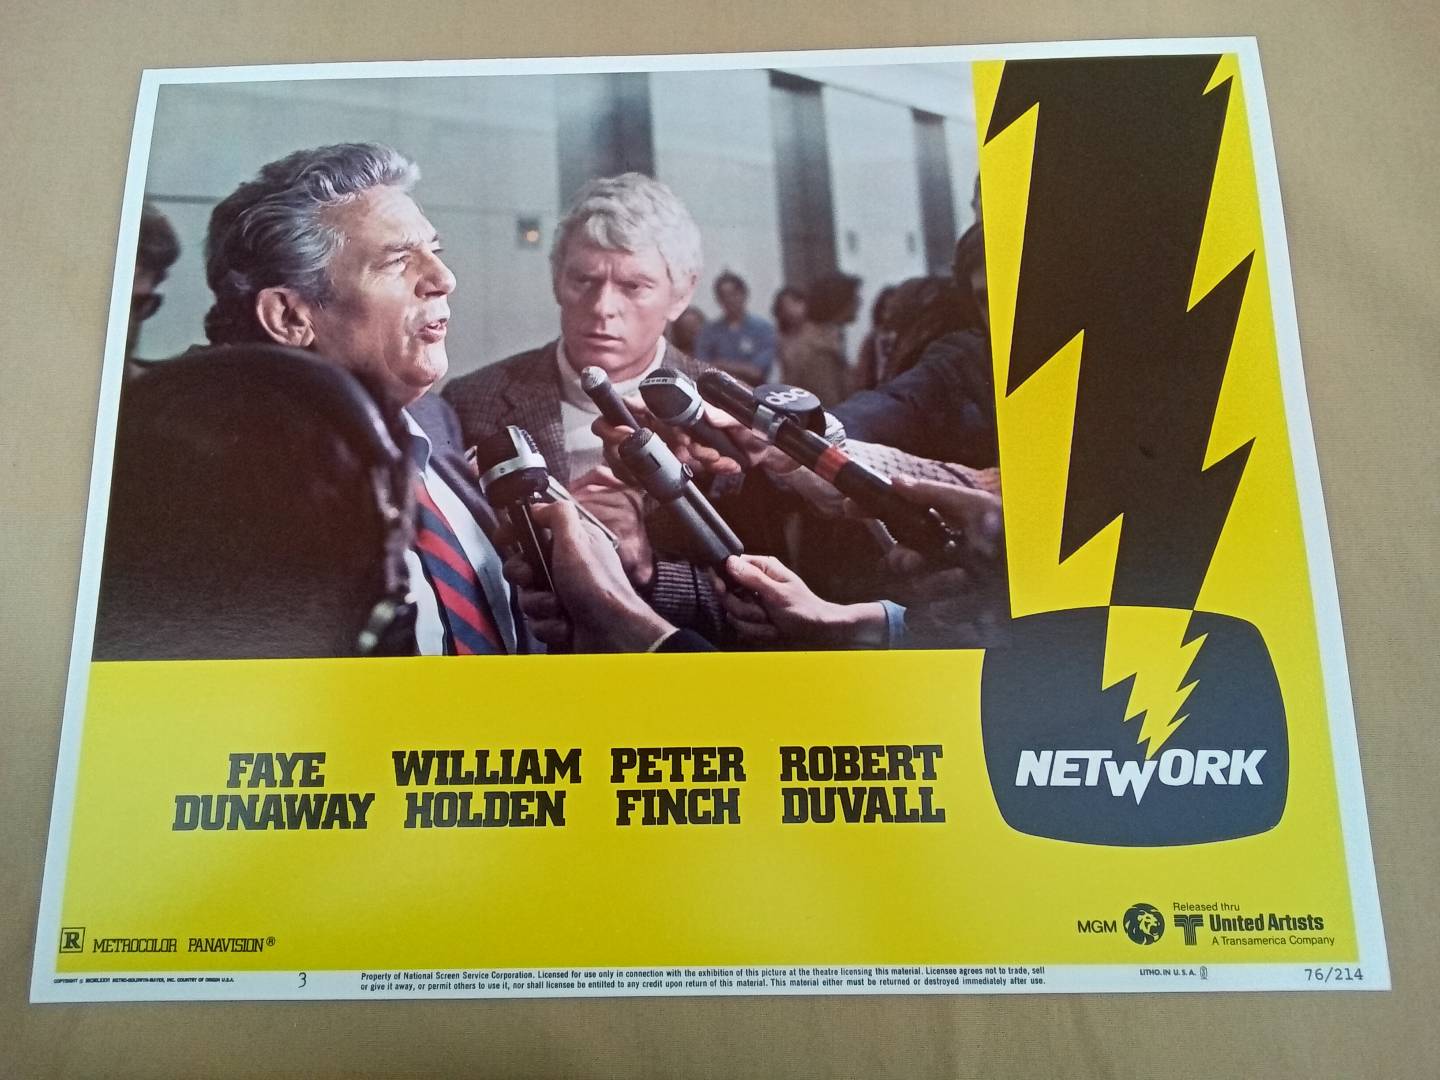 abc
FAYE DUNAWAY
WILLIAM HOLDEN
PETER FINCH
ROBERT DUVALL
NETWORK
MGM
Released thru
United Artists
A Transamerica Company
R METROCOLOR PANAVISION®
3
Property of National Screen Service Corporation. Licensed for use only in connection with the exhibition of this picture at the theatre licensing this material. Licensee agrees not to trade, sell
or give it away, or permit others to use it, nor shall licensee be entitled to any credit upon return of this material. This material either must be returned or destroyed immediately after use.
LITHO. IN U. S. A.
76/214